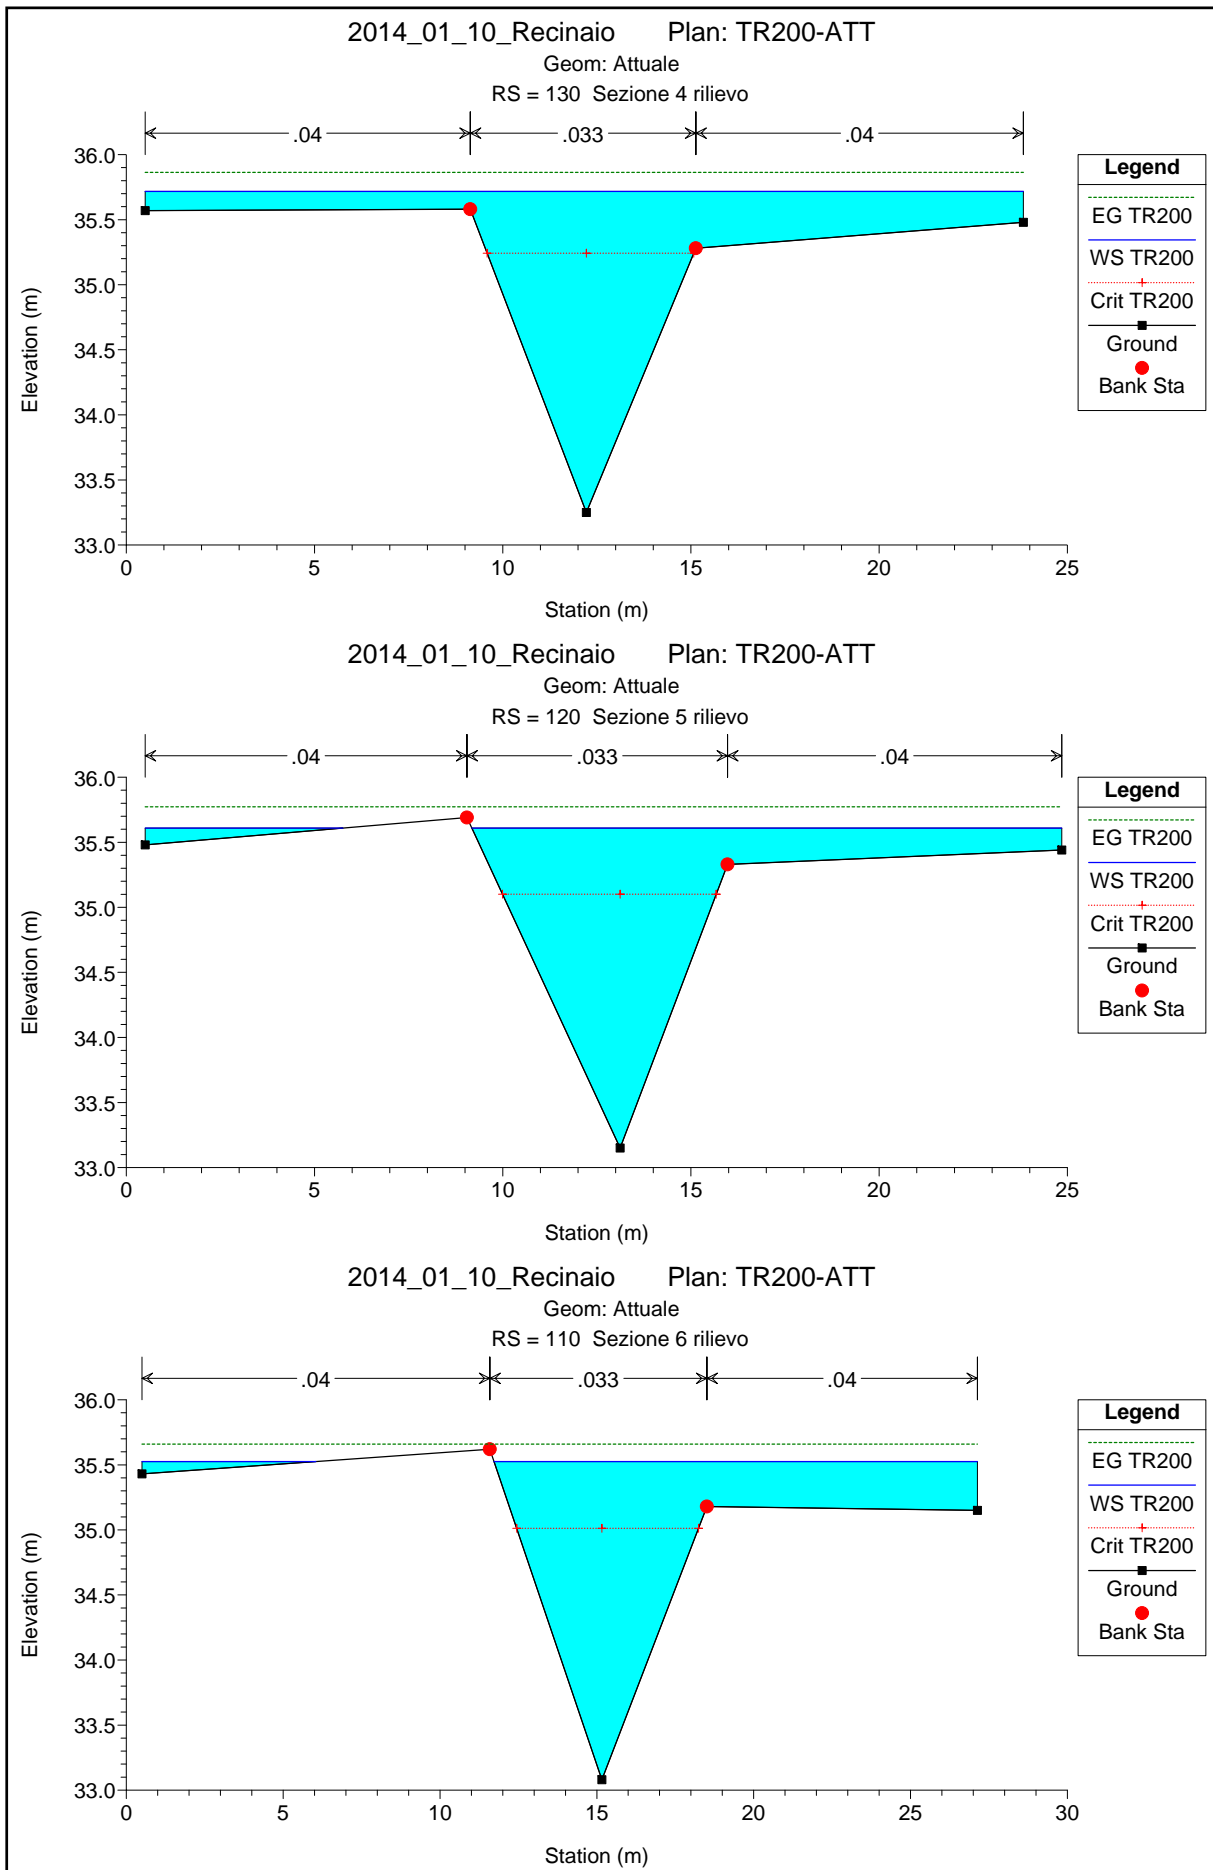 2014_01_10_Recinaio Plan: TR200-ATT
Geom: Attuale
RS = 130 Sezione 4 rilievo
.04 .033 .04
36.0
35.5
35.0
34.5
34.0
33.5
33.0
0 5 10 15 20 25
Station (m)
Elevation (m)
Legend
EG TR200
WS TR200
Crit TR200
Ground
Bank Sta
2014_01_10_Recinaio Plan: TR200-ATT
Geom: Attuale
RS = 120 Sezione 5 rilievo
.04 .033 .04
36.0
35.5
35.0
34.5
34.0
33.5
33.0
0 5 10 15 20 25
Station (m)
Elevation (m)
Legend
EG TR200
WS TR200
Crit TR200
Ground
Bank Sta
2014_01_10_Recinaio Plan: TR200-ATT
Geom: Attuale
RS = 110 Sezione 6 rilievo
.04 .033 .04
36.0
35.5
35.0
34.5
34.0
33.5
33.0
0 5 10 15 20 25 30
Station (m)
Elevation (m)
Legend
EG TR200
WS TR200
Crit TR200
Ground
Bank Sta